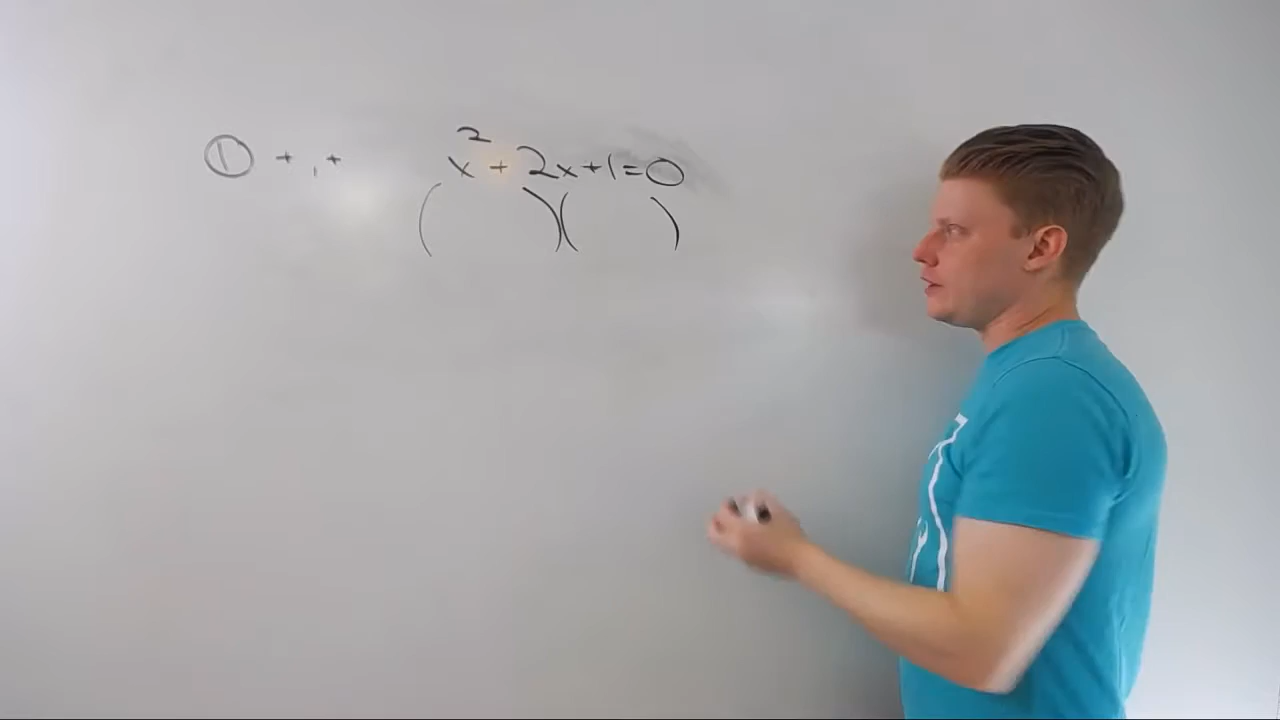 ① + , + x² + 2x + 1 = 0
(    )(    )